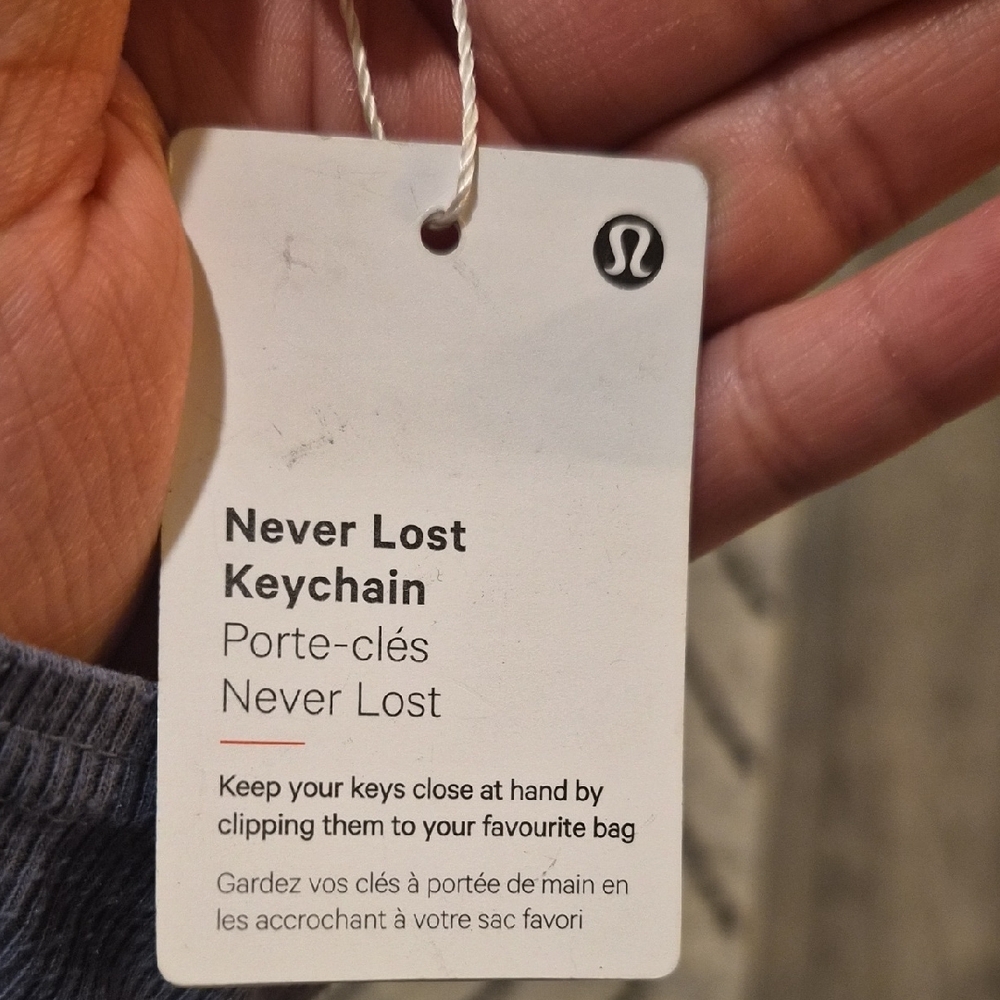 Never Lost
Keychain
Porte-clés
Never Lost
Keep your keys close at hand by
clipping them to your favourite bag
Gardez vos clés à portée de main en
les accrochant à votre sac favori